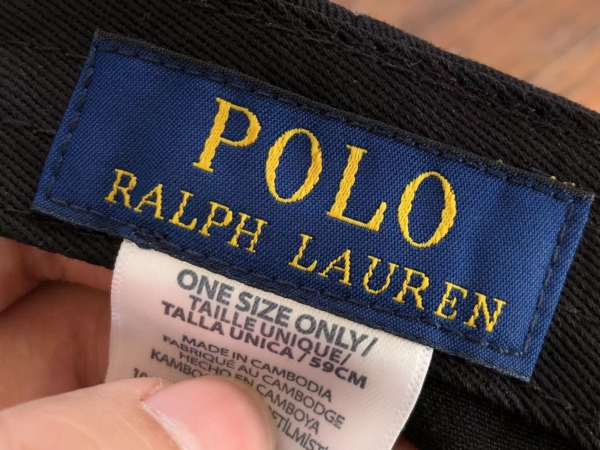 POLO
RALPH LAUREN
ONE SIZE ONLY/
TAILLE UNIQUE/
TALLA UNICA/59CM
MADE IN CAMBODIA
FABRIQUÉ AU CAMBODGE
HECHO EN CAMBOYA